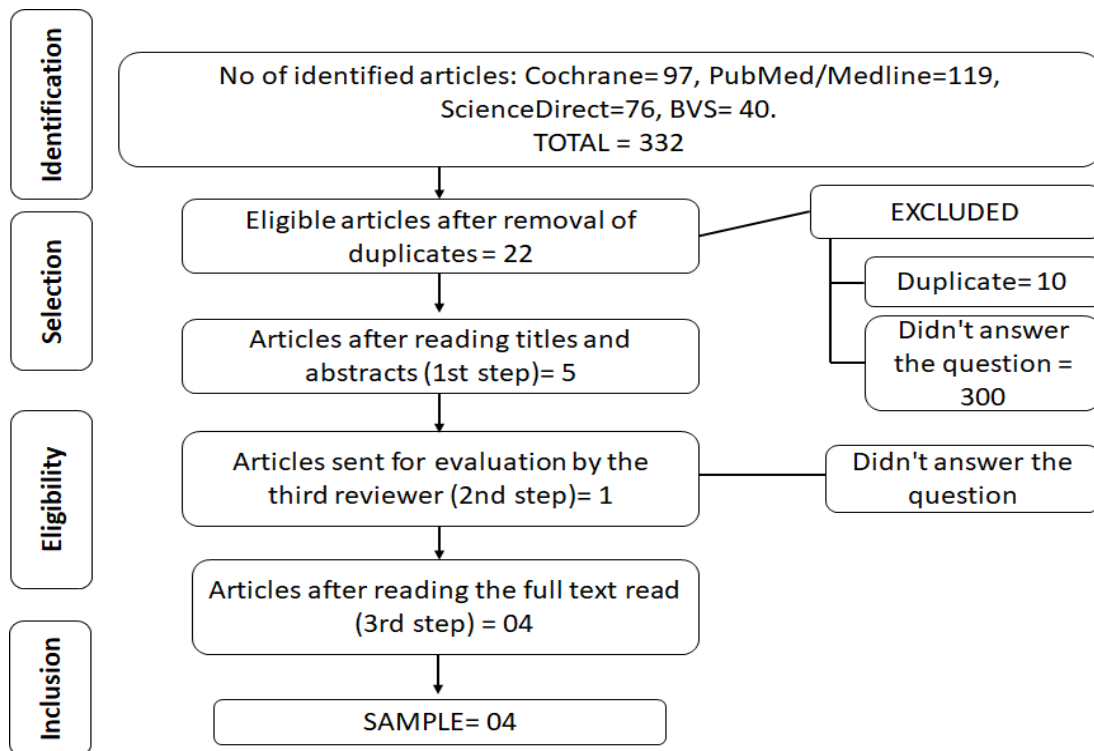 Identification
No of identified articles: Cochrane= 97, PubMed/Medline=119,
ScienceDirect=76, BVS= 40.
TOTAL = 332
Selection
Eligible articles after removal of
duplicates = 22
EXCLUDED
Duplicate= 10
Didn't answer
the question =
300
Articles after reading titles and
abstracts (1st step)= 5
Eligibility
Articles sent for evaluation by the
third reviewer (2nd step)= 1
Didn't answer the
question
Articles after reading the full text read
(3rd step) = 04
Inclusion
SAMPLE= 04